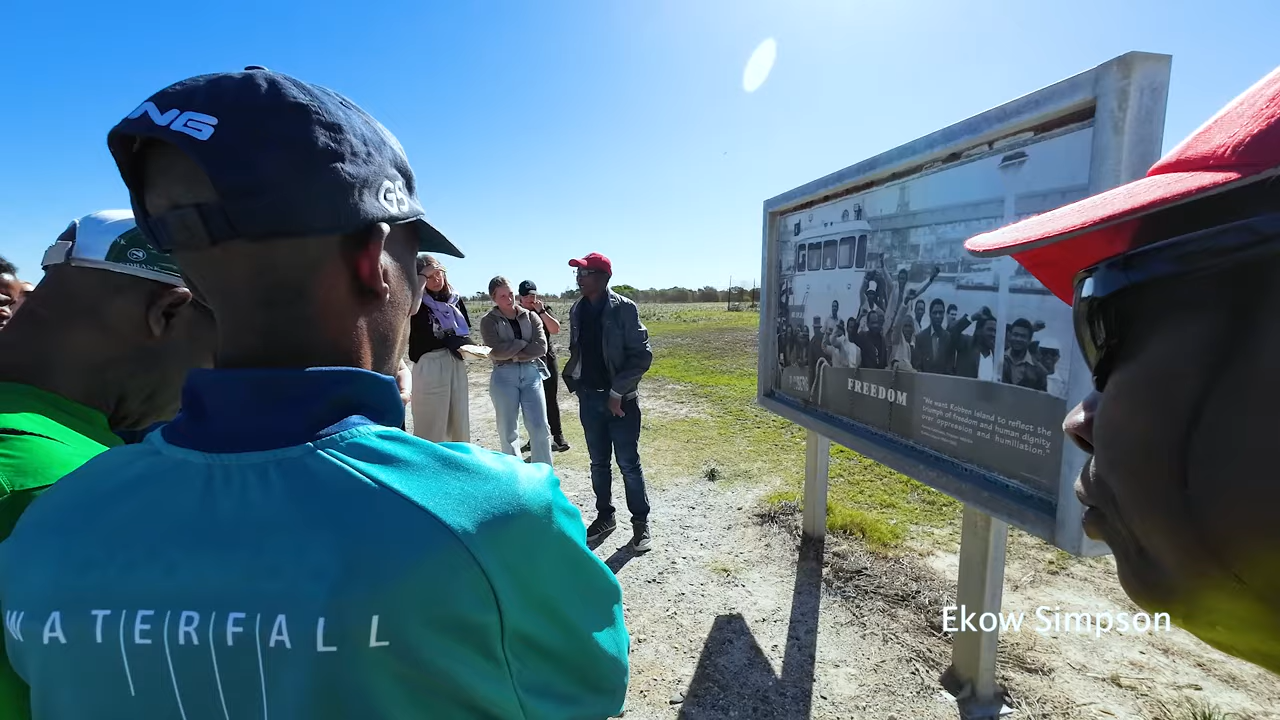 NG
GS
WATERFALL
FREEDOM
"We want Robben Island to reflect the
triumph of freedom and human dignity
over oppression and humiliation."
Ekow Simpson